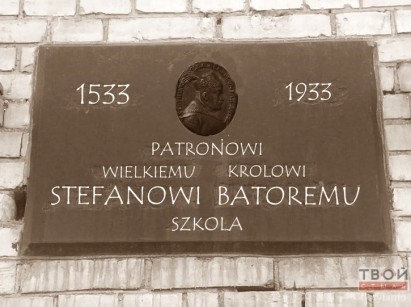 1533 1933
PATRONOWI
WIELKIEMU KROLOWI
STEFANOWI BATOREMU
SZKOLA
ТВОЙ